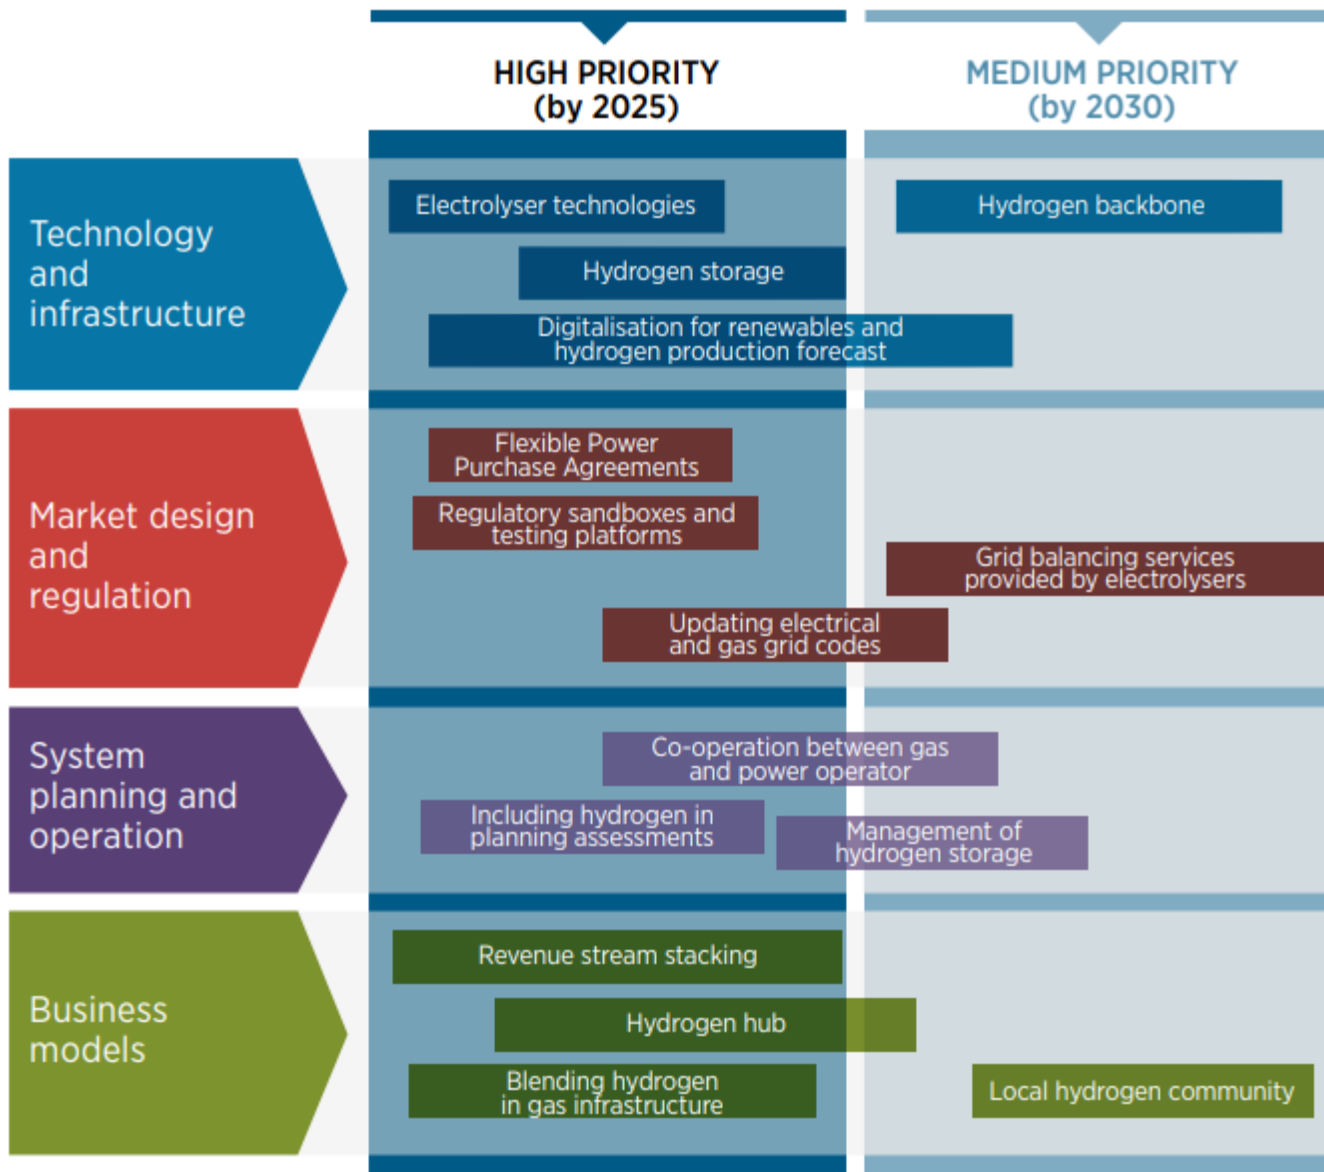 HIGH PRIORITY
(by 2025)
MEDIUM PRIORITY
(by 2030)
Technology
and
infrastructure
Electrolyser technologies
Hydrogen backbone
Hydrogen storage
Digitalisation for renewables and
hydrogen production forecast
Market design
and
regulation
Flexible Power
Purchase Agreements
Regulatory sandboxes and
testing platforms
Grid balancing services
provided by electrolysers
Updating electrical
and gas grid codes
System
planning and
operation
Co-operation between gas
and power operator
Including hydrogen in
planning assessments
Management of
hydrogen storage
Business
models
Revenue stream stacking
Hydrogen hub
Blending hydrogen
in gas infrastructure
Local hydrogen community